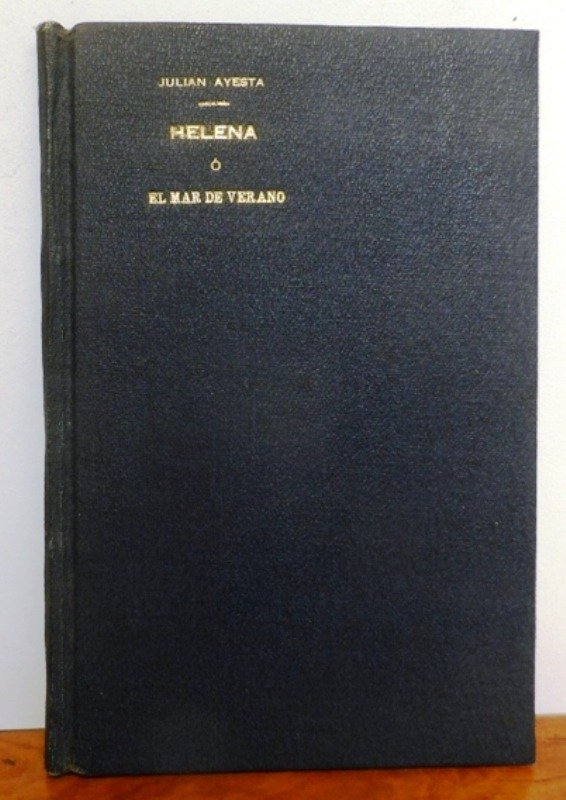 JULIAN AYESTA
HELENA
Ó
EL MAR DE VERANO